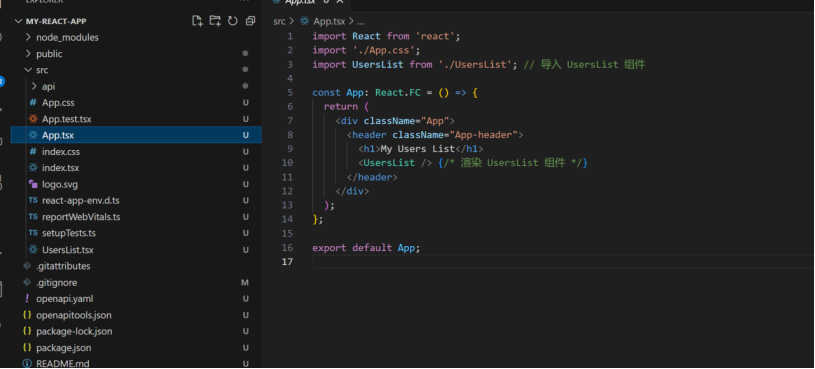 EXPLORER
MY-REACT-APP
node_modules
public
src
api
# App.css U
App.test.tsx U
App.tsx U
# index.css U
index.tsx U
logo.svg U
TS react-app-env.d.ts U
TS reportWebVitals.ts U
TS setupTests.ts U
UsersList.tsx U
.gitattributes
.gitignore M
! openapi.yaml U
{} openapitools.json U
{} package-lock.json U
{} package.json U
README.md U
App.tsx U
src > App.tsx > ...
1 import React from 'react';
2 import './App.css';
3 import UsersList from './UsersList'; // 导入 UsersList 组件
4
5 const App: React.FC = () => {
6 return (
7 <div className="App">
8 <header className="App-header">
9 <h1>My Users List</h1>
10 <UsersList /> {/* 渲染 UsersList 组件 */}
11 </header>
12 </div>
13 );
14 };
15
16 export default App;
17